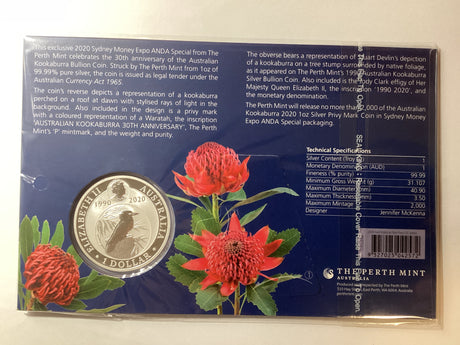 This exclusive 2020 Sydney Money Expo ANDA Special from The
Perth Mint celebrates the 30th anniversary of the Australian
Kookaburra Bullion Coin. Struck by The Perth Mint from 1oz of
99.99% pure silver, the coin is issued as legal tender under the
Australian Currency Act 1965.
The coin's reverse depicts a representation of a kookaburra
perched on a roof at dawn with stylised rays of light in the
background. Also included in the design is a privy mark
with a coloured representation of a Waratah, the inscription
'AUSTRALIAN KOOKABURRA 30TH ANNIVERSARY', The Perth
Mint's 'P' mintmark, and the weight and purity.
The obverse bears a representation of Stuart Devlin's depiction
of a kookaburra on a tree stump surrounded by native foliage,
as it appeared on The Perth Mint's 1990 Australian Kookaburra
Silver Bullion Coin. Also included is the Jody Clark effigy of Her
Majesty Queen Elizabeth II, the inscription '1990 2020', and
the monetary denomination.
The Perth Mint will release no more than 2,000 of the Australian
Kookaburra 2020 1oz Silver Privy Mark Coin in Sydney Money
Expo ANDA Special packaging.
Technical Specifications
Silver Content (Troy oz) 1
Monetary Denomination (AUD) 1
Fineness (% purity) 99.99
Minimum Gross Weight (g) 31.107
Maximum Diameter (mm) 40.90
Maximum Thickness (mm) 3.50
Maximum Mintage 2,000
Designer Jennifer McKenna
ELIZABETH II AUSTRALIA
1990 2020
1 DOLLAR
THE PERTH MINT
AUSTRALIA